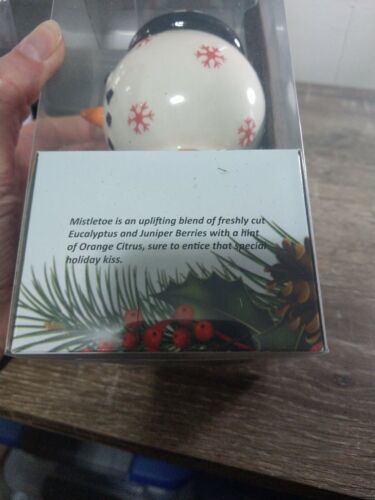 Mistletoe is an uplifting blend of freshly cut
Eucalyptus and Juniper Berries with a hint
of Orange Citrus, sure to entice that special
holiday kiss.